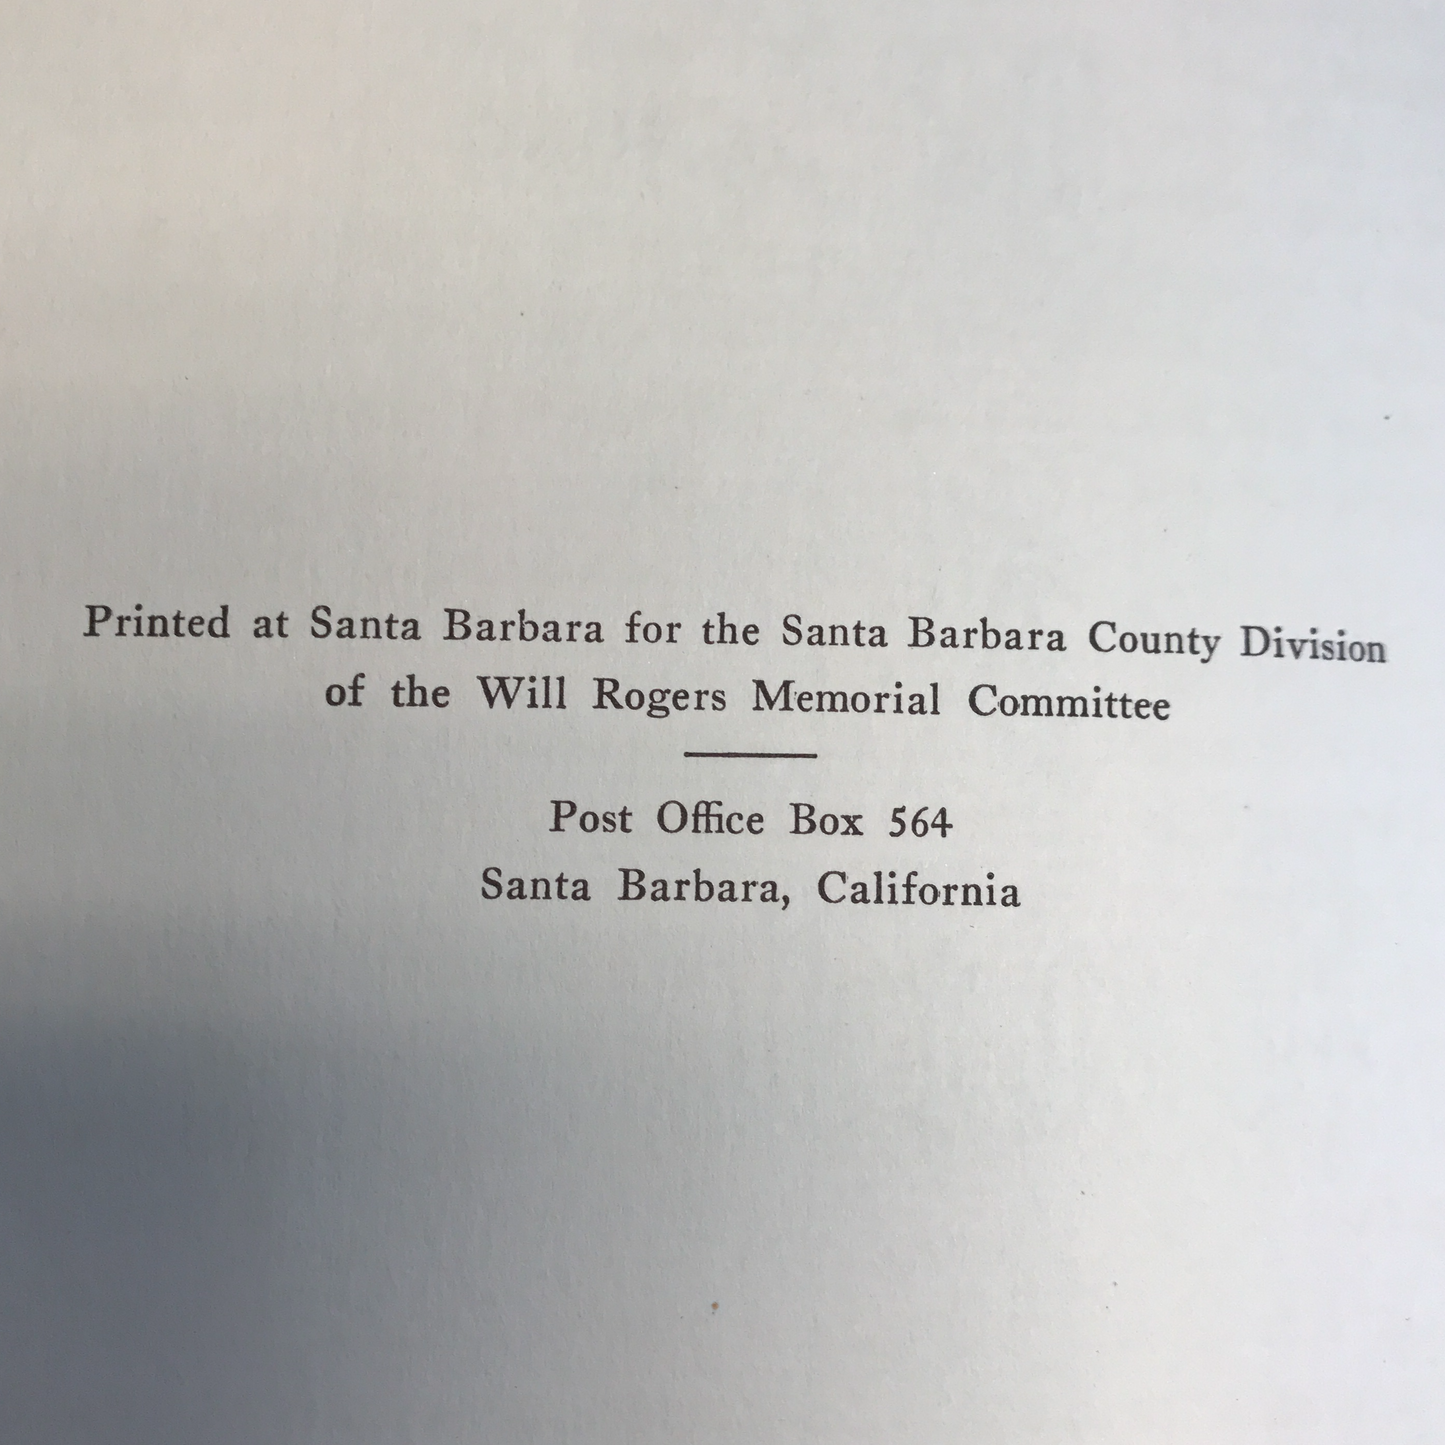 Printed at Santa Barbara for the Santa Barbara County Division
of the Will Rogers Memorial Committee
Post Office Box 564
Santa Barbara, California